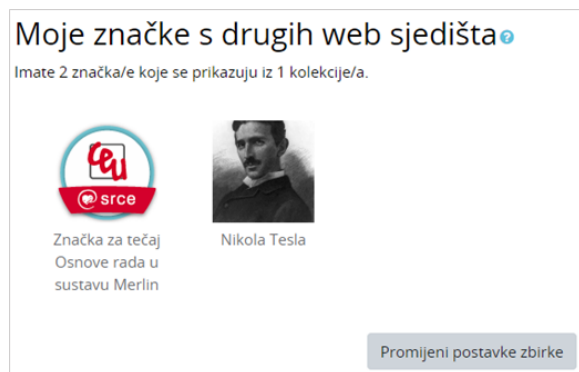 Moje značke s drugih web sjedišta
Imate 2 značka/e koje se prikazuju iz 1 kolekcije/a.
ceu
@srce
Značka za tečaj
Osnove rada u
sustavu Merlin
Nikola Tesla
Promijeni postavke zbirke